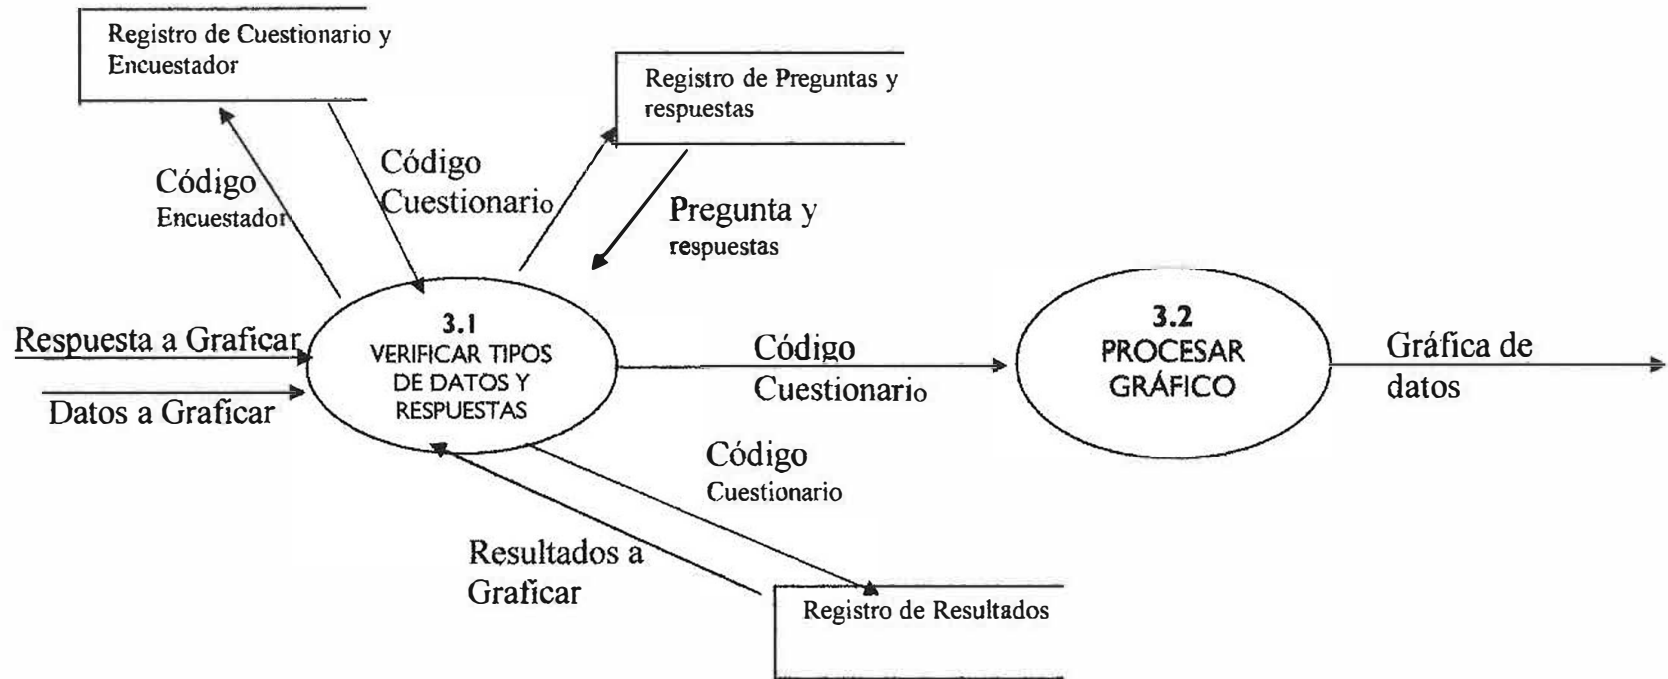 Registro de Cuestionario y
Encuestador
Registro de Preguntas y
respuestas
Código
Encuestador
Código
Cuestionario
Pregunta y
respuestas
Respuesta a Graficar
Datos a Graficar
3.1
VERIFICAR TIPOS
DE DATOS Y
RESPUESTAS
Código
Cuestionario
3.2
PROCESAR
GRÁFICO
Gráfica de
datos
Código
Cuestionario
Resultados a
Graficar
Registro de Resultados